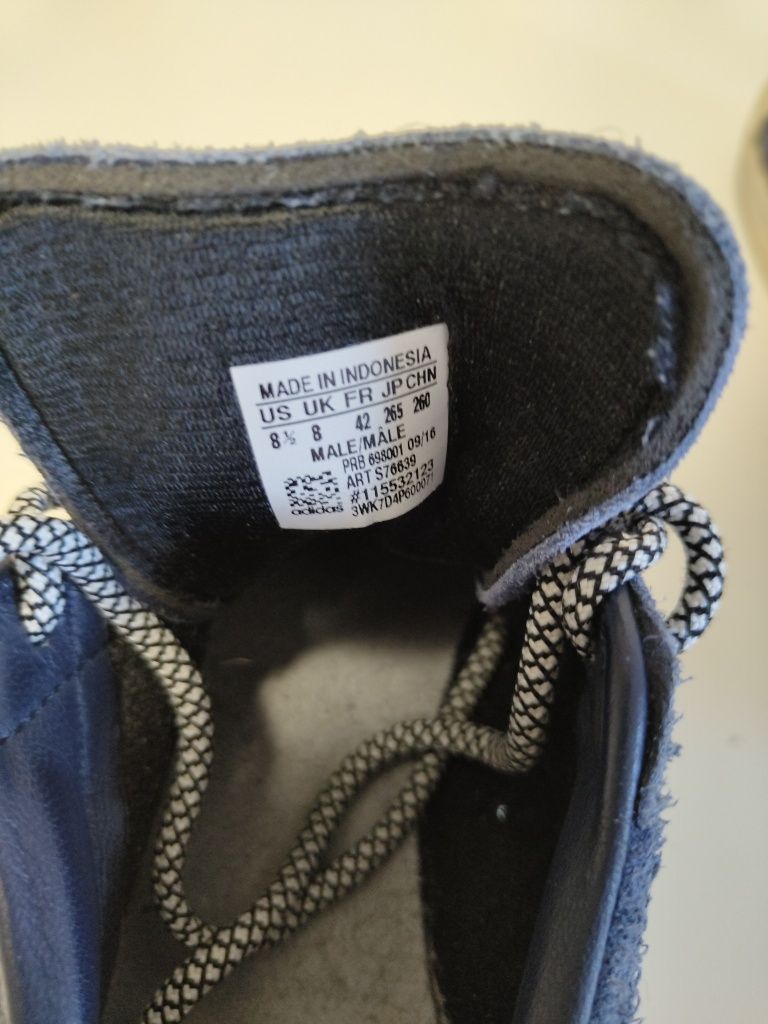 MADE IN INDONESIA
US UK FR JP CHN
8½ 8 42 265 260
MALE/MÂLE
PRB 698001 09/16
ART S76639
#115532123
adidas 3WK7D4P600077